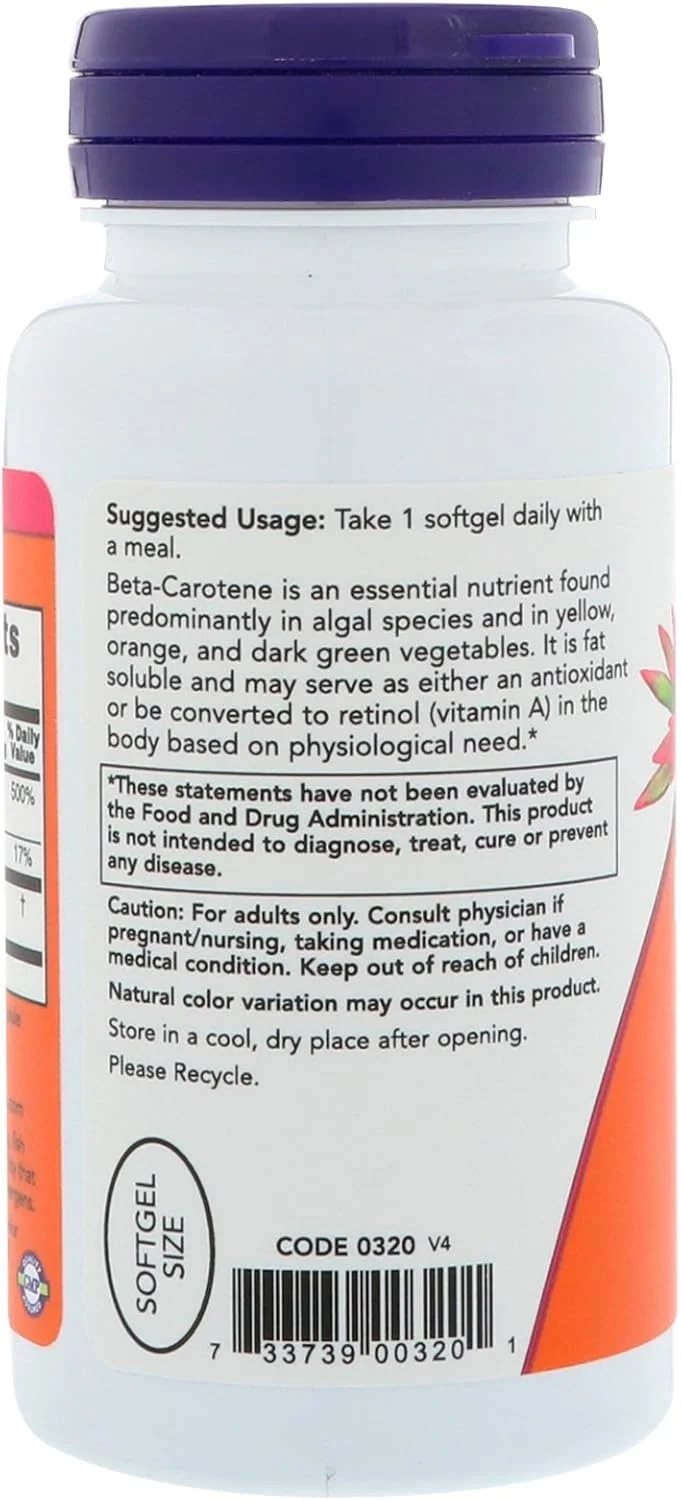 Suggested Usage: Take 1 softgel daily with
a meal.
Beta-Carotene is an essential nutrient found
predominantly in algal species and in yellow,
orange, and dark green vegetables. It is fat
soluble and may serve as either an antioxidant
or be converted to retinol (vitamin A) in the
body based on physiological need.*
*These statements have not been evaluated by
the Food and Drug Administration. This product
is not intended to diagnose, treat, cure or prevent
any disease.
Caution: For adults only. Consult physician if
pregnant/nursing, taking medication, or have a
medical condition. Keep out of reach of children.
Natural color variation may occur in this product.
Store in a cool, dry place after opening.
Please Recycle.
SOFTGEL
SIZE
CODE 0320 V4
7 33739 00320 1
% Daily
Value
500%
17%
†
GMP